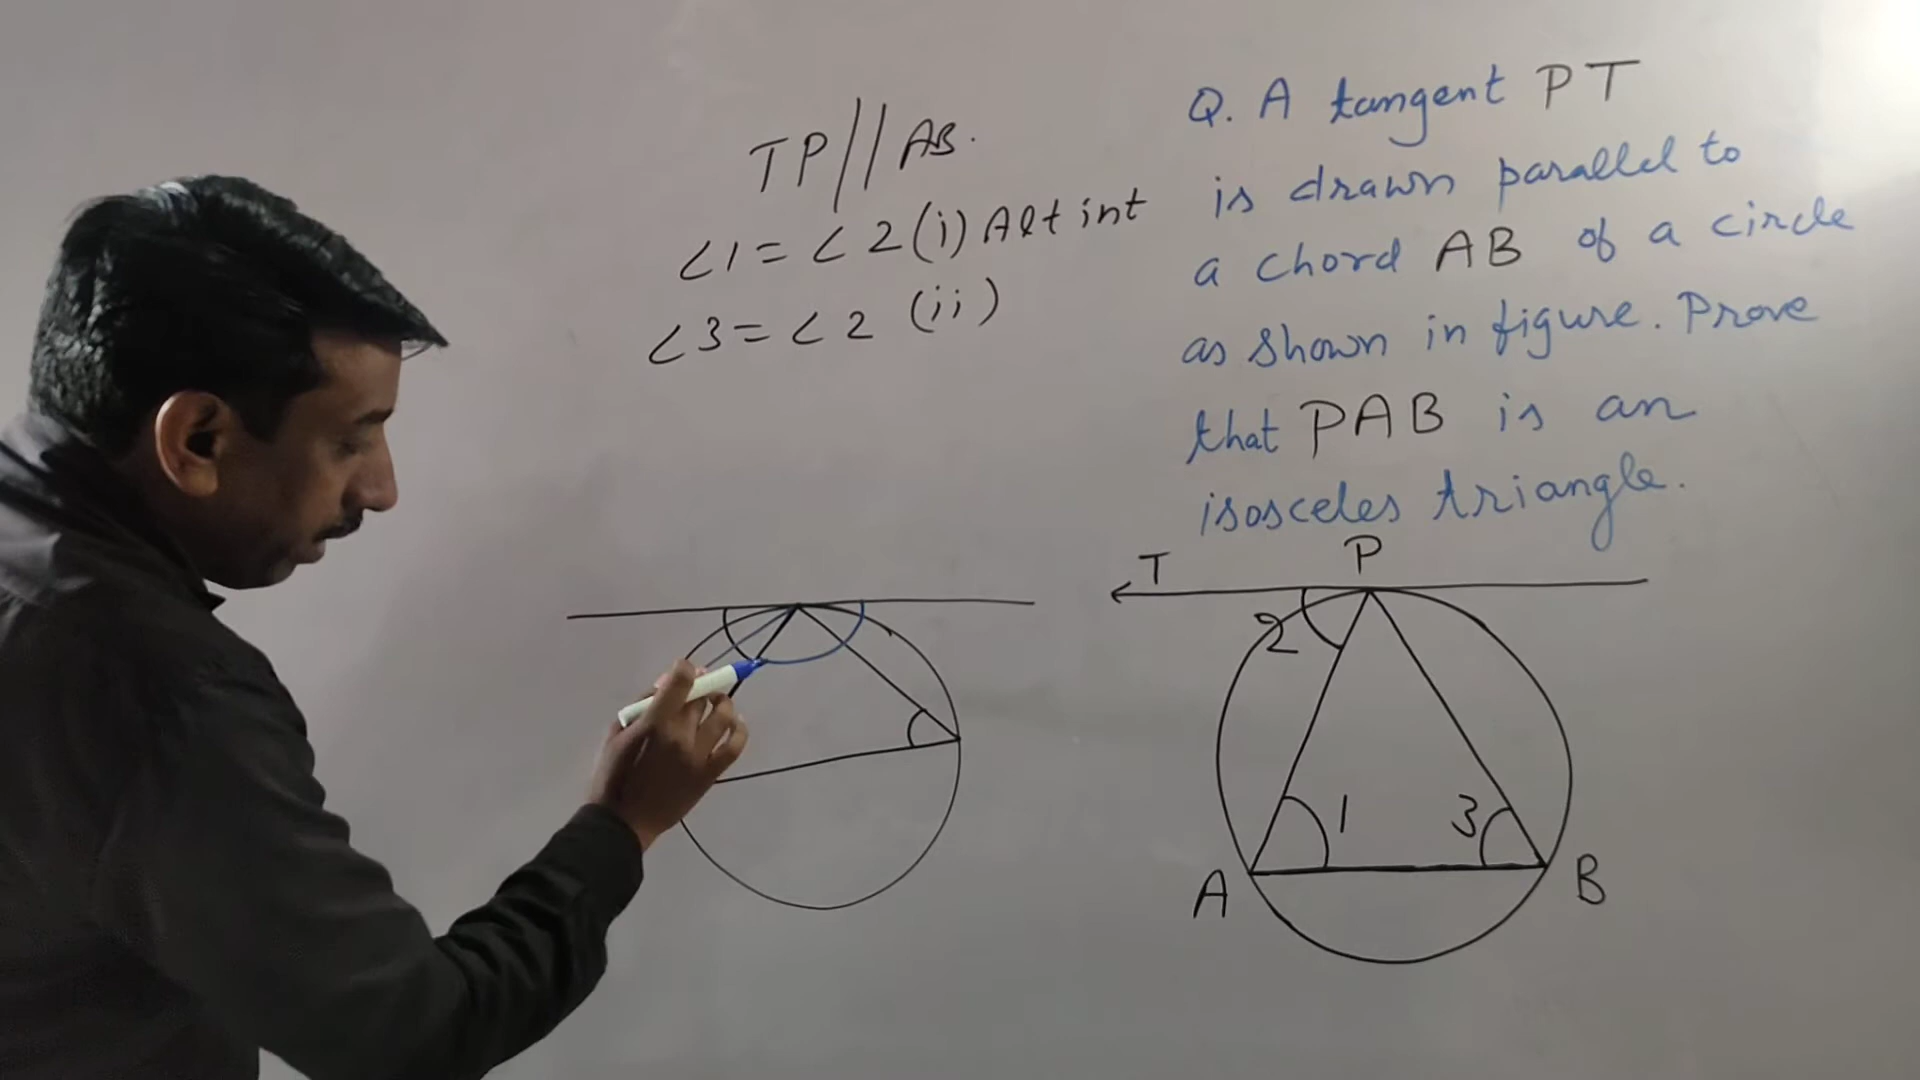 TP//AB.
∠1=∠2(i) Alt int
∠3=∠2 (ii)
Q. A tangent PT
is drawn parallel to
a chord AB of a circle
as shown in figure. Prove
that PAB is an
isosceles triangle.
T P
2
1 3
A B